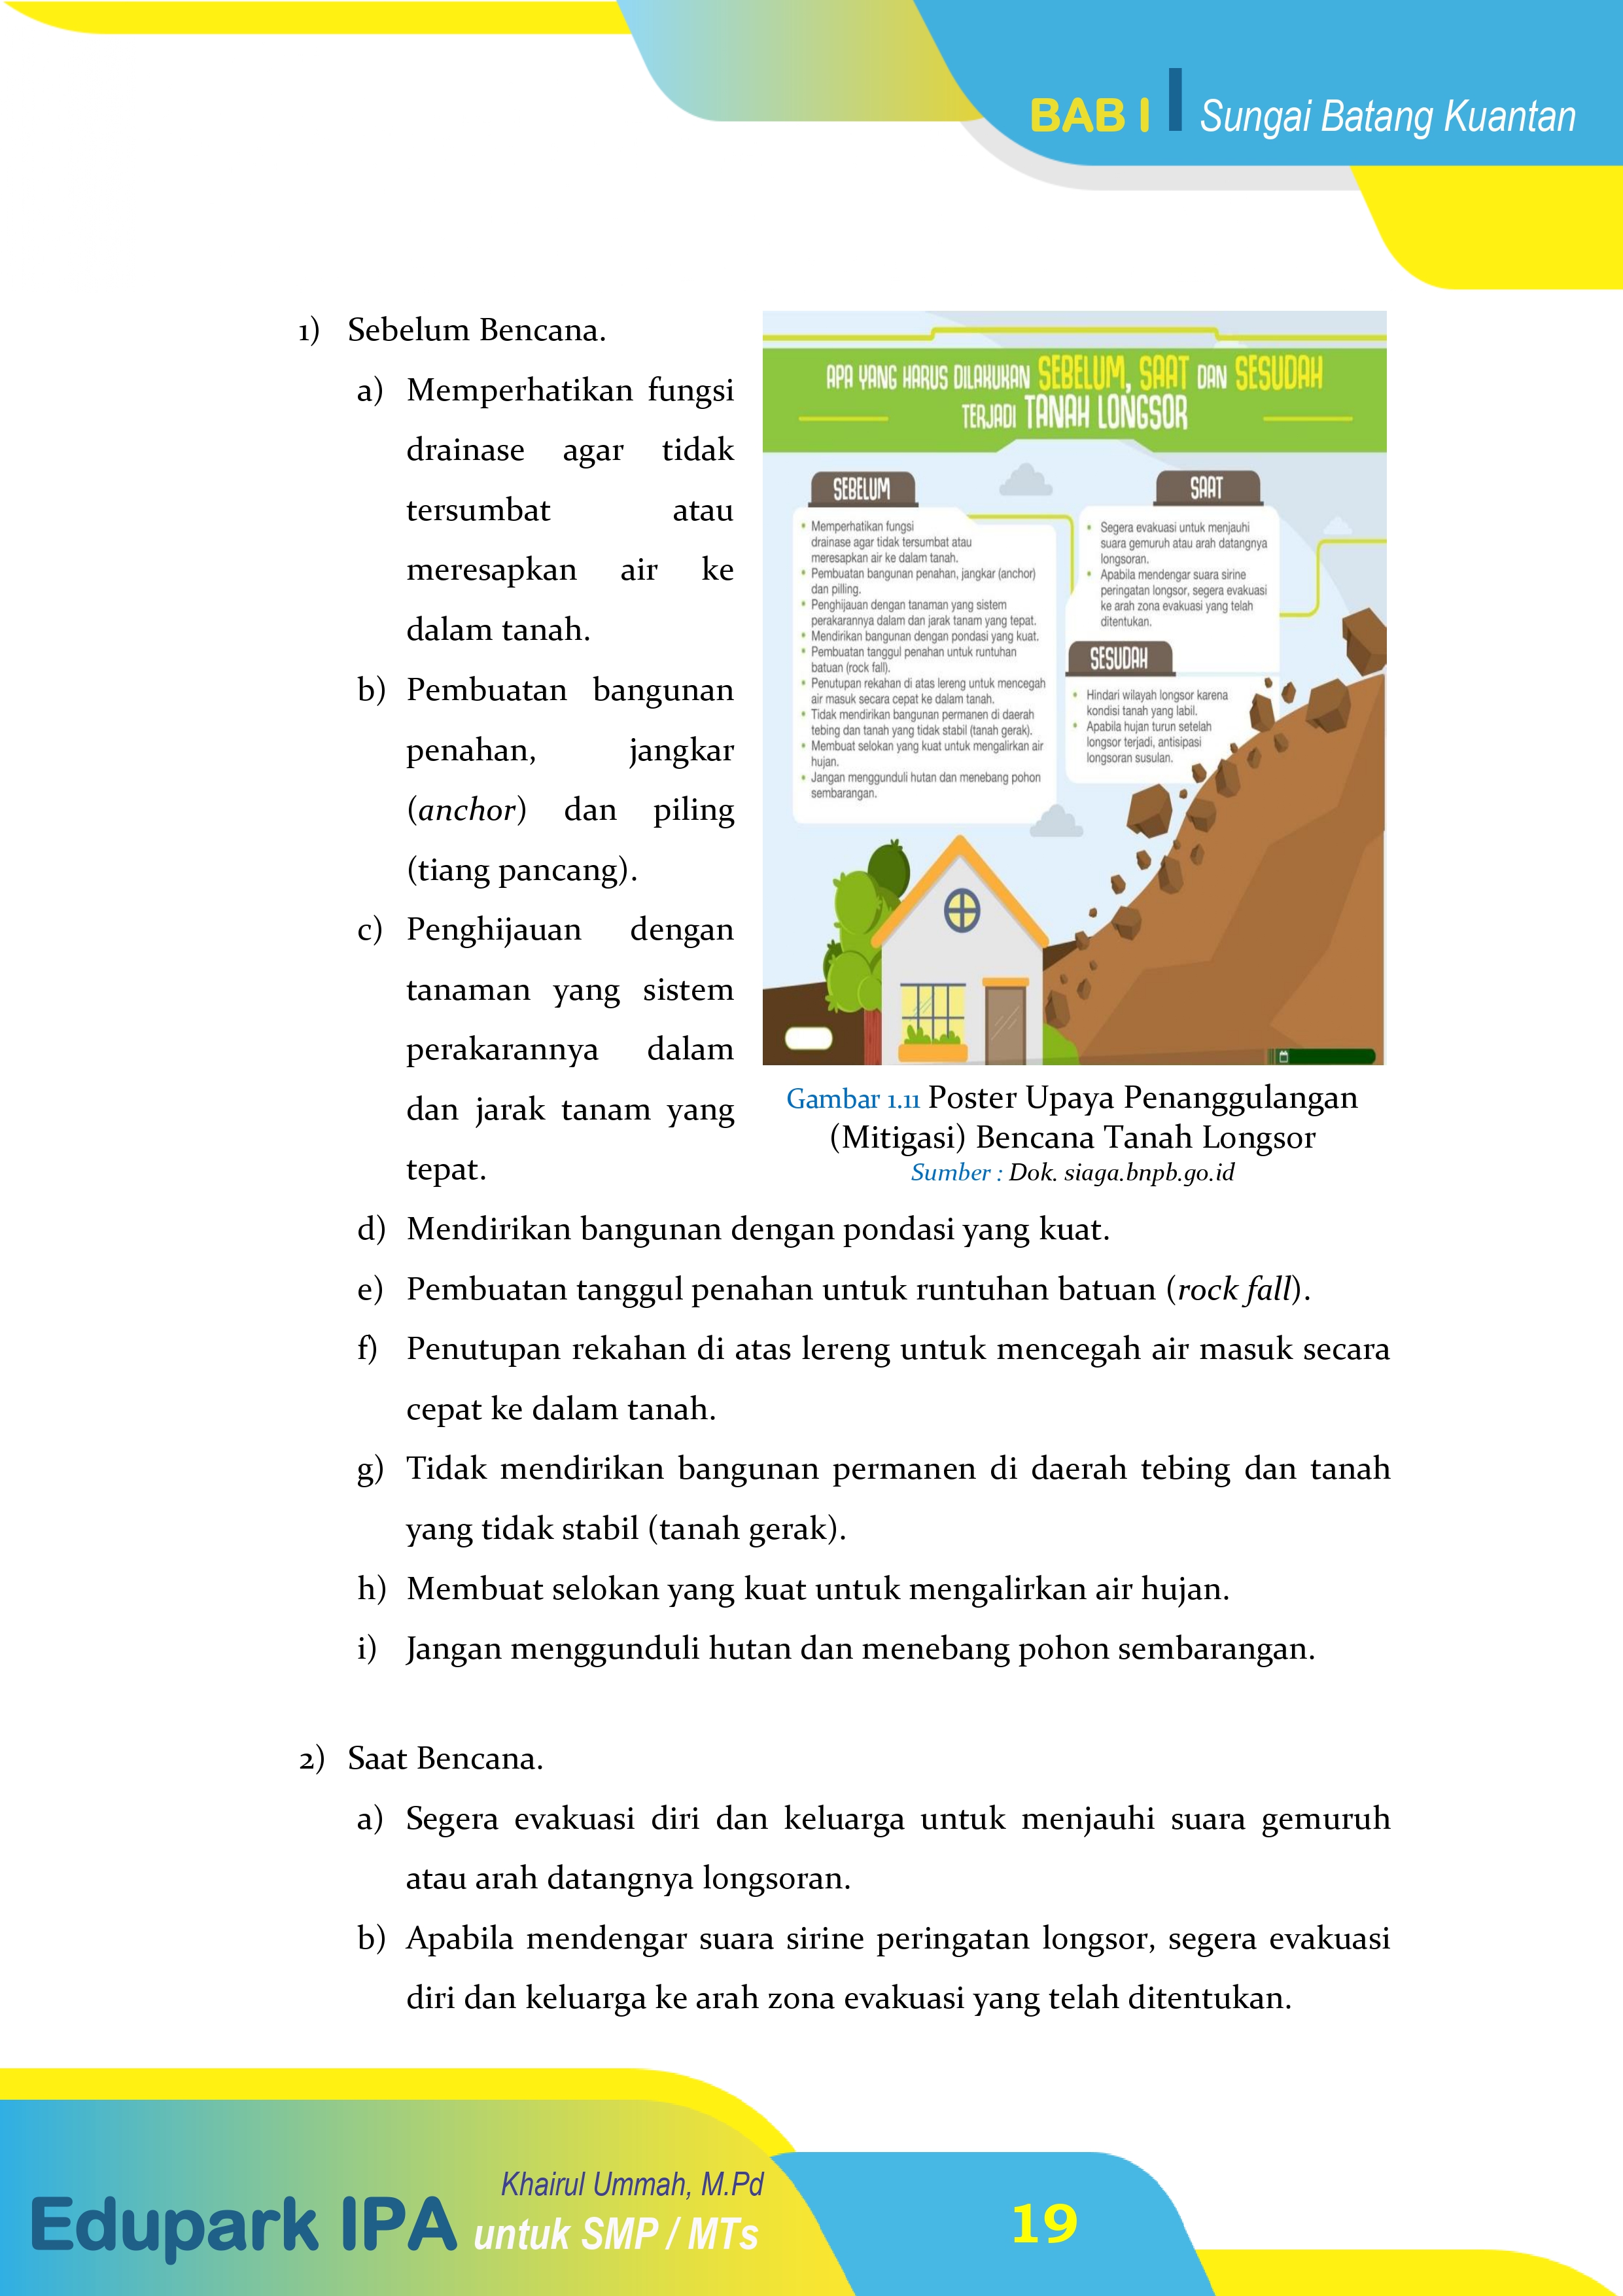 BAB I | Sungai Batang Kuantan
1) Sebelum Bencana.
a) Memperhatikan fungsi
drainase agar tidak
tersumbat atau
meresapkan air ke
dalam tanah.
b) Pembuatan bangunan
penahan, jangkar
(anchor) dan piling
(tiang pancang).
c) Penghijauan dengan
tanaman yang sistem
perakarannya dalam
dan jarak tanam yang
tepat.
APA YANG HARUS DILAKUKAN SEBELUM, SAAT DAN SESUDAH
TERJADI TANAH LONGSOR
SEBELUM
• Memperhatikan fungsi
drainase agar tidak tersumbat atau
meresapkan air ke dalam tanah.
• Pembuatan bangunan penahan, jangkar (anchor)
dan pilling.
• Penghijauan dengan tanaman yang sistem
perakarannya dalam dan jarak tanam yang tepat.
• Mendirikan bangunan dengan pondasi yang kuat.
• Pembuatan tanggul penahan untuk runtuhan
batuan (rock fall).
• Penutupan rekahan di atas lereng untuk mencegah
air masuk secara cepat ke dalam tanah.
• Tidak mendirikan bangunan permanen di daerah
tebing dan tanah yang tidak stabil (tanah gerak).
• Membuat selokan yang kuat untuk mengalirkan air
hujan.
• Jangan menggunduli hutan dan menebang pohon
sembarangan.
SAAT
• Segera evakuasi untuk menjauhi
suara gemuruh atau arah datangnya
longsoran.
• Apabila mendengar suara sirine
peringatan longsor, segera evakuasi
ke arah zona evakuasi yang telah
ditentukan.
SESUDAH
• Hindari wilayah longsor karena
kondisi tanah yang labil.
• Apabila hujan turun setelah
longsor terjadi, antisipasi
longsoran susulan.
Gambar 1.11 Poster Upaya Penanggulangan
(Mitigasi) Bencana Tanah Longsor
Sumber : Dok. siaga.bnpb.go.id
d) Mendirikan bangunan dengan pondasi yang kuat.
e) Pembuatan tanggul penahan untuk runtuhan batuan (rock fall).
f) Penutupan rekahan di atas lereng untuk mencegah air masuk secara
cepat ke dalam tanah.
g) Tidak mendirikan bangunan permanen di daerah tebing dan tanah
yang tidak stabil (tanah gerak).
h) Membuat selokan yang kuat untuk mengalirkan air hujan.
i) Jangan menggunduli hutan dan menebang pohon sembarangan.
2) Saat Bencana.
a) Segera evakuasi diri dan keluarga untuk menjauhi suara gemuruh
atau arah datangnya longsoran.
b) Apabila mendengar suara sirine peringatan longsor, segera evakuasi
diri dan keluarga ke arah zona evakuasi yang telah ditentukan.
Khairul Ummah, M.Pd
Edupark IPA untuk SMP / MTs
19